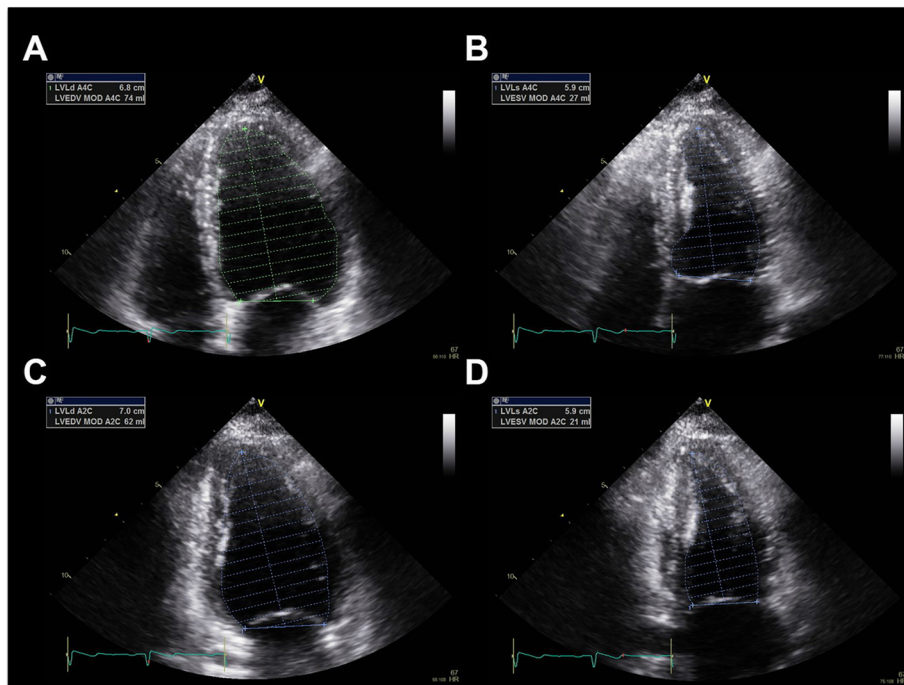 A
V
1 LVLd A4C 6.8 cm
LVEDV MOD A4C 74 ml
5
10
67
HR
B
V
1 LVLs A4C 5.9 cm
LVESV MOD A4C 27 ml
5
10
67
HR
C
V
1 LVLd A2C 7.0 cm
LVEDV MOD A2C 62 ml
5
10
67
HR
D
V
1 LVLs A2C 5.9 cm
LVESV MOD A2C 21 ml
5
10
67
HR